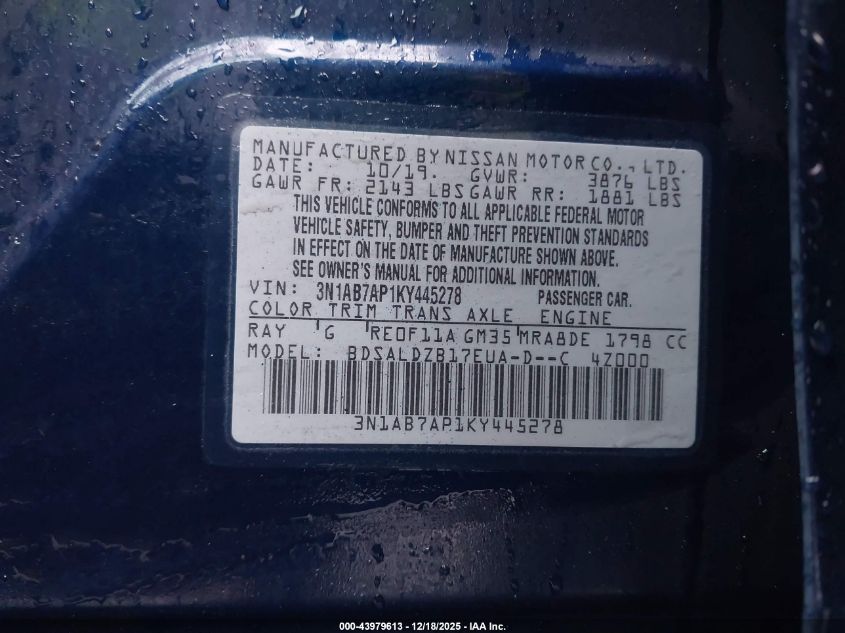 MANUFACTURED BY NISSAN MOTOR CO., LTD.
DATE: 10/19. GVWR: 3876 LBS
GAWR FR: 2143 LBS GAWR RR: 1881 LBS
THIS VEHICLE CONFORMS TO ALL APPLICABLE FEDERAL MOTOR
VEHICLE SAFETY, BUMPER AND THEFT PREVENTION STANDARDS
IN EFFECT ON THE DATE OF MANUFACTURE SHOWN ABOVE.
SEE OWNER'S MANUAL FOR ADDITIONAL INFORMATION.
VIN: 3N1AB7AP1KY445278 PASSENGER CAR.
COLOR TRIM TRANS AXLE ENGINE
RAY G RE0F11A GM35 MRA8DE 1798 CC
MODEL: BDSALDZB17EUA-D--C 4Z000
3N1AB7AP1KY445278
000-43979613 - 12/18/2025 - IAA Inc.